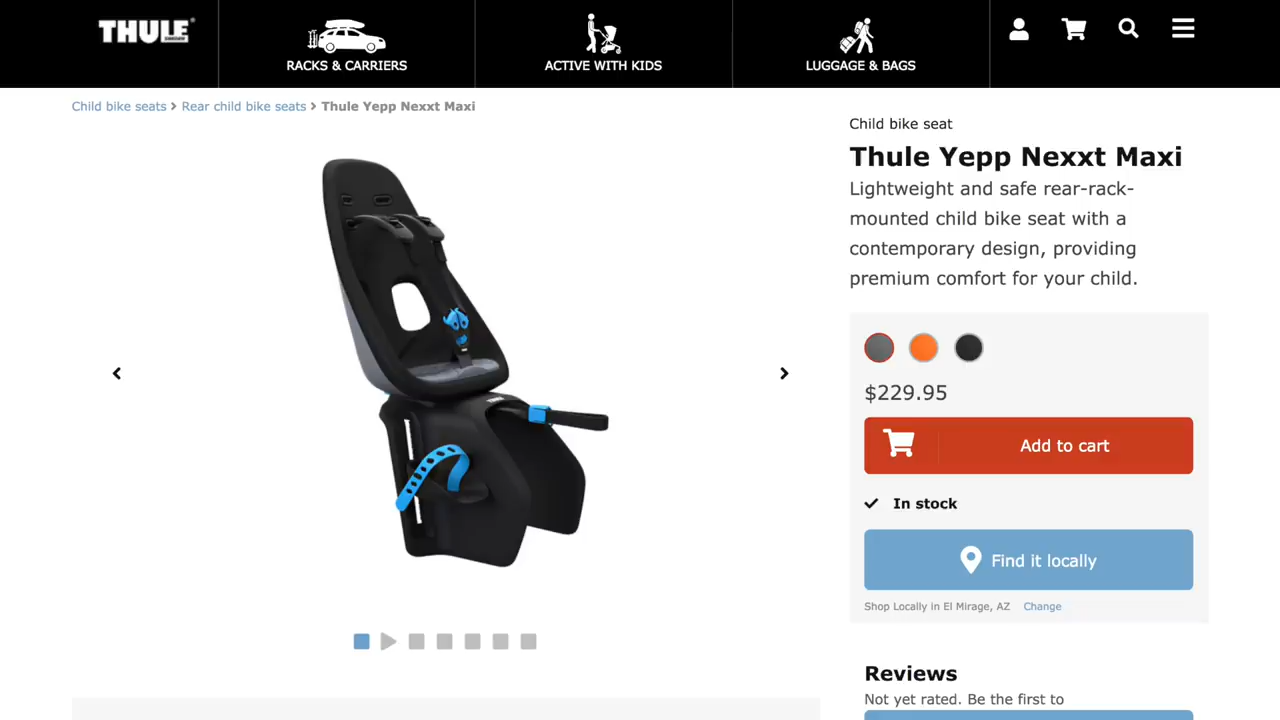 THULE
RACKS & CARRIERS
ACTIVE WITH KIDS
LUGGAGE & BAGS
Child bike seats > Rear child bike seats > Thule Yepp Nexxt Maxi
Child bike seat
Thule Yepp Nexxt Maxi
Lightweight and safe rear-rack-
mounted child bike seat with a
contemporary design, providing
premium comfort for your child.
$229.95
Add to cart
In stock
Find it locally
Shop Locally in El Mirage, AZ Change
Reviews
Not yet rated. Be the first to